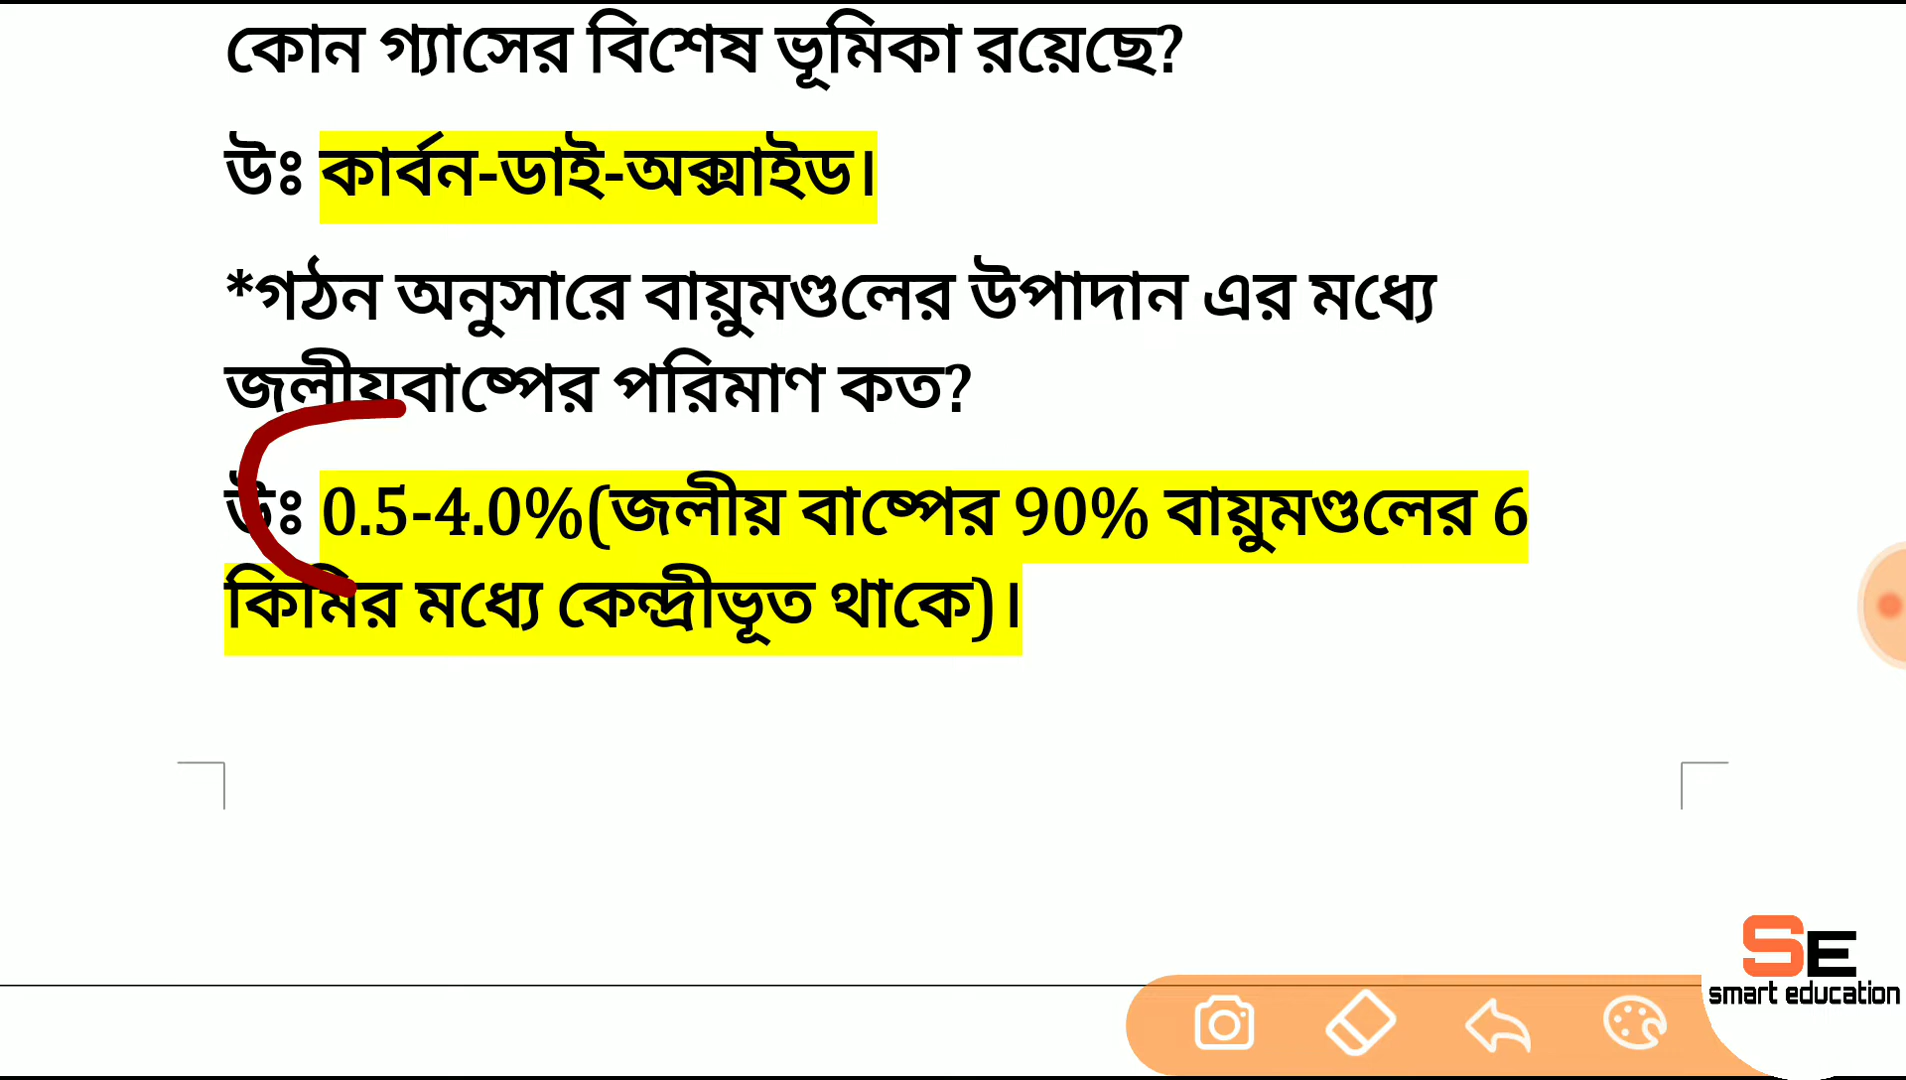 কোন গ্যাসের বিশেষ ভূমিকা রয়েছে?
উঃ কার্বন-ডাই-অক্সাইড।
*গঠন অনুসারে বায়ুমণ্ডলের উপাদান এর মধ্যে
জলীয়বাষ্পের পরিমাণ কত?
উঃ 0.5-4.0%(জলীয় বাষ্পের 90% বায়ুমণ্ডলের 6
কিমির মধ্যে কেন্দ্রীভূত থাকে)।
SE
smart education